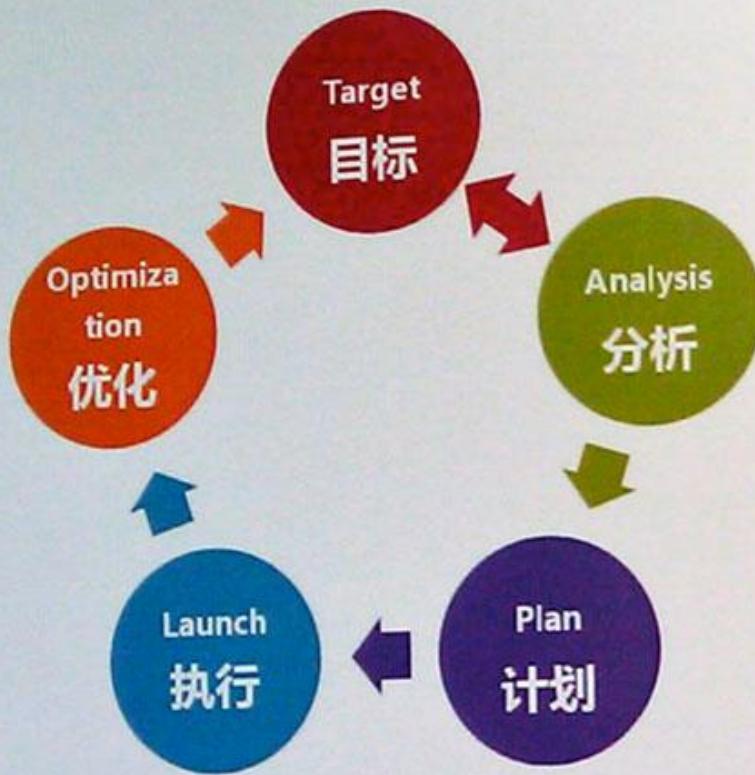 Target
目标
Analysis
分析
Plan
计划
Launch
执行
Optimiza
tion
优化